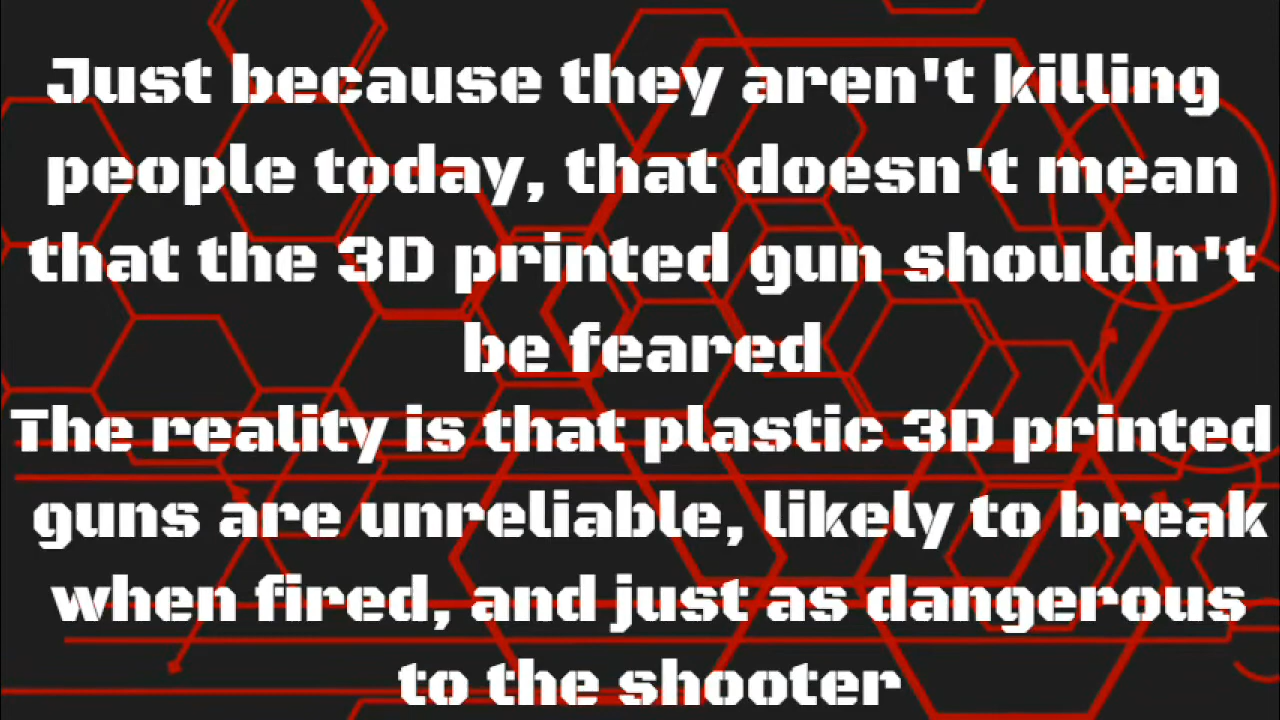 Just because they aren't killing
people today, that doesn't mean
that the 3D printed gun shouldn't
be feared
The reality is that plastic 3D printed
guns are unreliable, likely to break
when fired, and just as dangerous
to the shooter